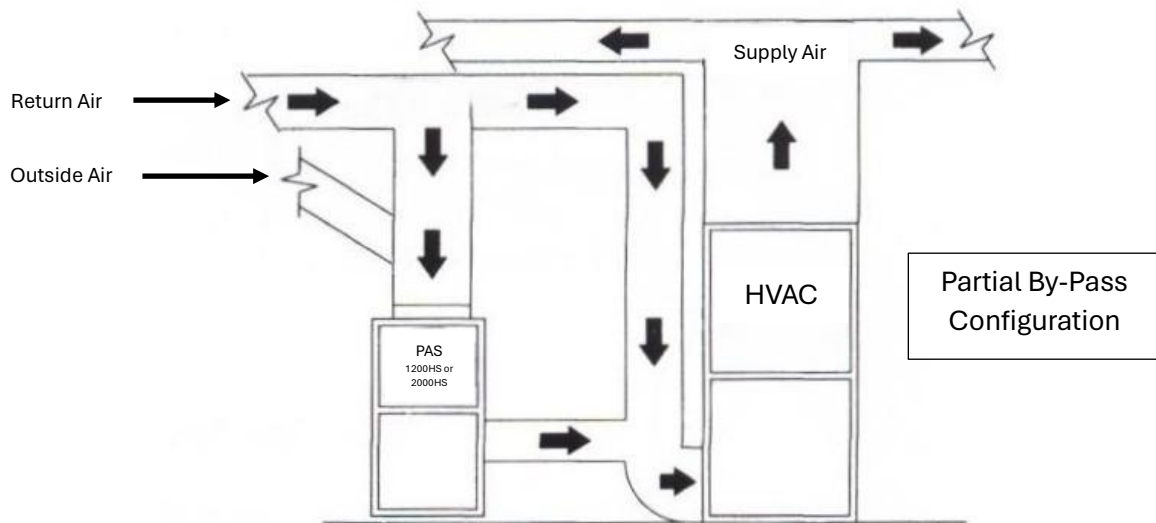 Supply Air
Return Air
Outside Air
HVAC
Partial By-Pass
Configuration
PAS
1200HS or
2000HS